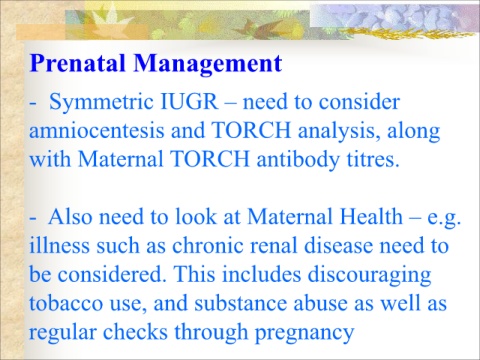 Prenatal Management
- Symmetric IUGR – need to consider
amniocentesis and TORCH analysis, along
with Maternal TORCH antibody titres.
- Also need to look at Maternal Health – e.g.
illness such as chronic renal disease need to
be considered. This includes discouraging
tobacco use, and substance abuse as well as
regular checks through pregnancy